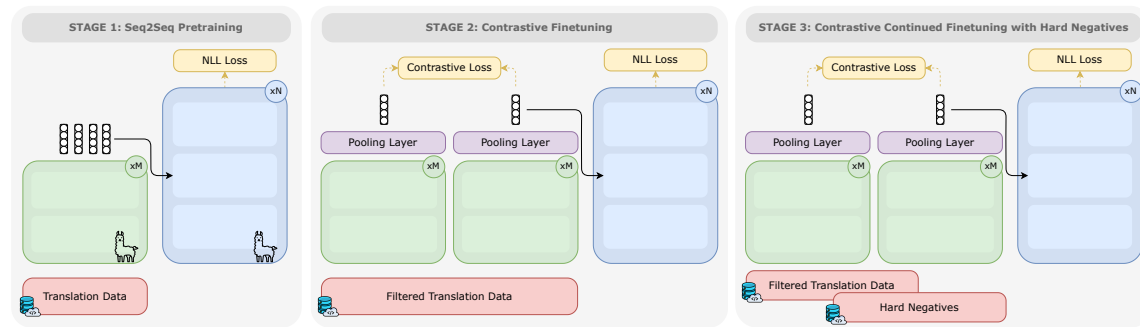 STAGE 1: Seq2Seq Pretraining
NLL Loss
xN
xM
Translation Data
STAGE 2: Contrastive Finetuning
Contrastive Loss
NLL Loss
xN
Pooling Layer
Pooling Layer
xM
xM
Filtered Translation Data
STAGE 3: Contrastive Continued Finetuning with Hard Negatives
Contrastive Loss
NLL Loss
xN
Pooling Layer
Pooling Layer
xM
xM
Filtered Translation Data
Hard Negatives